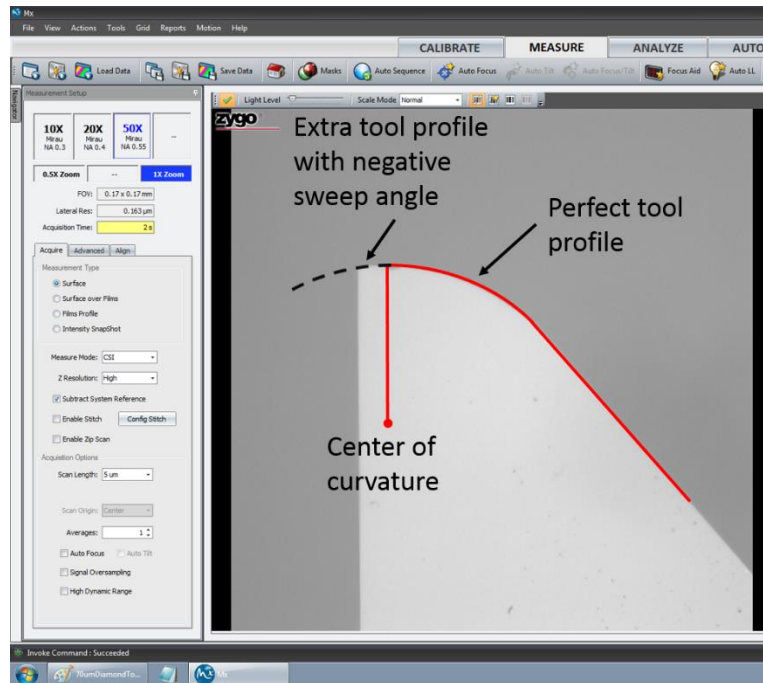 Mx
File View Actions Tools Grid Reports Motion Help
CALIBRATE MEASURE ANALYZE AUTO
Load Data Save Data Masks Auto Sequence Auto Focus Auto Tilt Auto Focus/Tilt Focus Aid Auto LL
Navigator
Measurement Setup
Light Level Scale Mode Normal
10X 20X 50X --
Mirau Mirau Mirau
NA 0.3 NA 0.4 NA 0.55
0.5X Zoom -- 1X Zoom
FOV: 0.17 x 0.17 mm
Lateral Res: 0.163 µm
Acquisition Time: 2 s
Acquire Advanced Align
Measurement Type
Surface
Surface over Films
Films Profile
Intensity SnapShot
Measure Mode: CSI
Z Resolution: High
Subtract System Reference
Enable Stitch Config Stitch
Enable Zip Scan
Acquisition Options
Scan Length: 5 um
Scan Origin: Center
Averages: 1
Auto Focus Auto Tilt
Signal Oversampling
High Dynamic Range
zygo
Extra tool profile
with negative
sweep angle
Perfect tool
profile
Center of
curvature
Invoke Command : Succeeded
70umDiamondTo... Mx